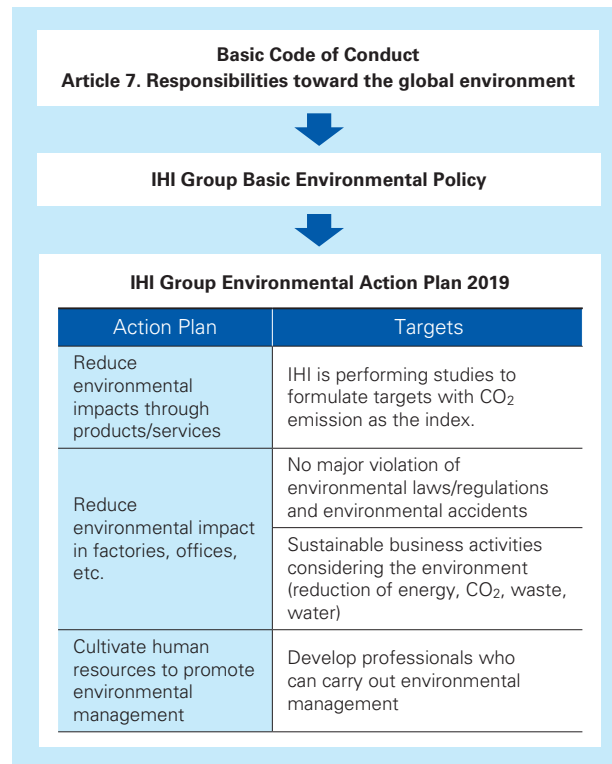 Basic Code of Conduct
Article 7. Responsibilities toward the global environment
IHI Group Basic Environmental Policy
IHI Group Environmental Action Plan 2019
Action Plan
Targets
Reduce
environmental
impacts through
products/services
IHI is performing studies to
formulate targets with CO₂
emission as the index.
Reduce
environmental impact
in factories, offices,
etc.
No major violation of
environmental laws/regulations
and environmental accidents
Sustainable business activities
considering the environment
(reduction of energy, CO₂, waste,
water)
Cultivate human
resources to promote
environmental
management
Develop professionals who
can carry out environmental
management